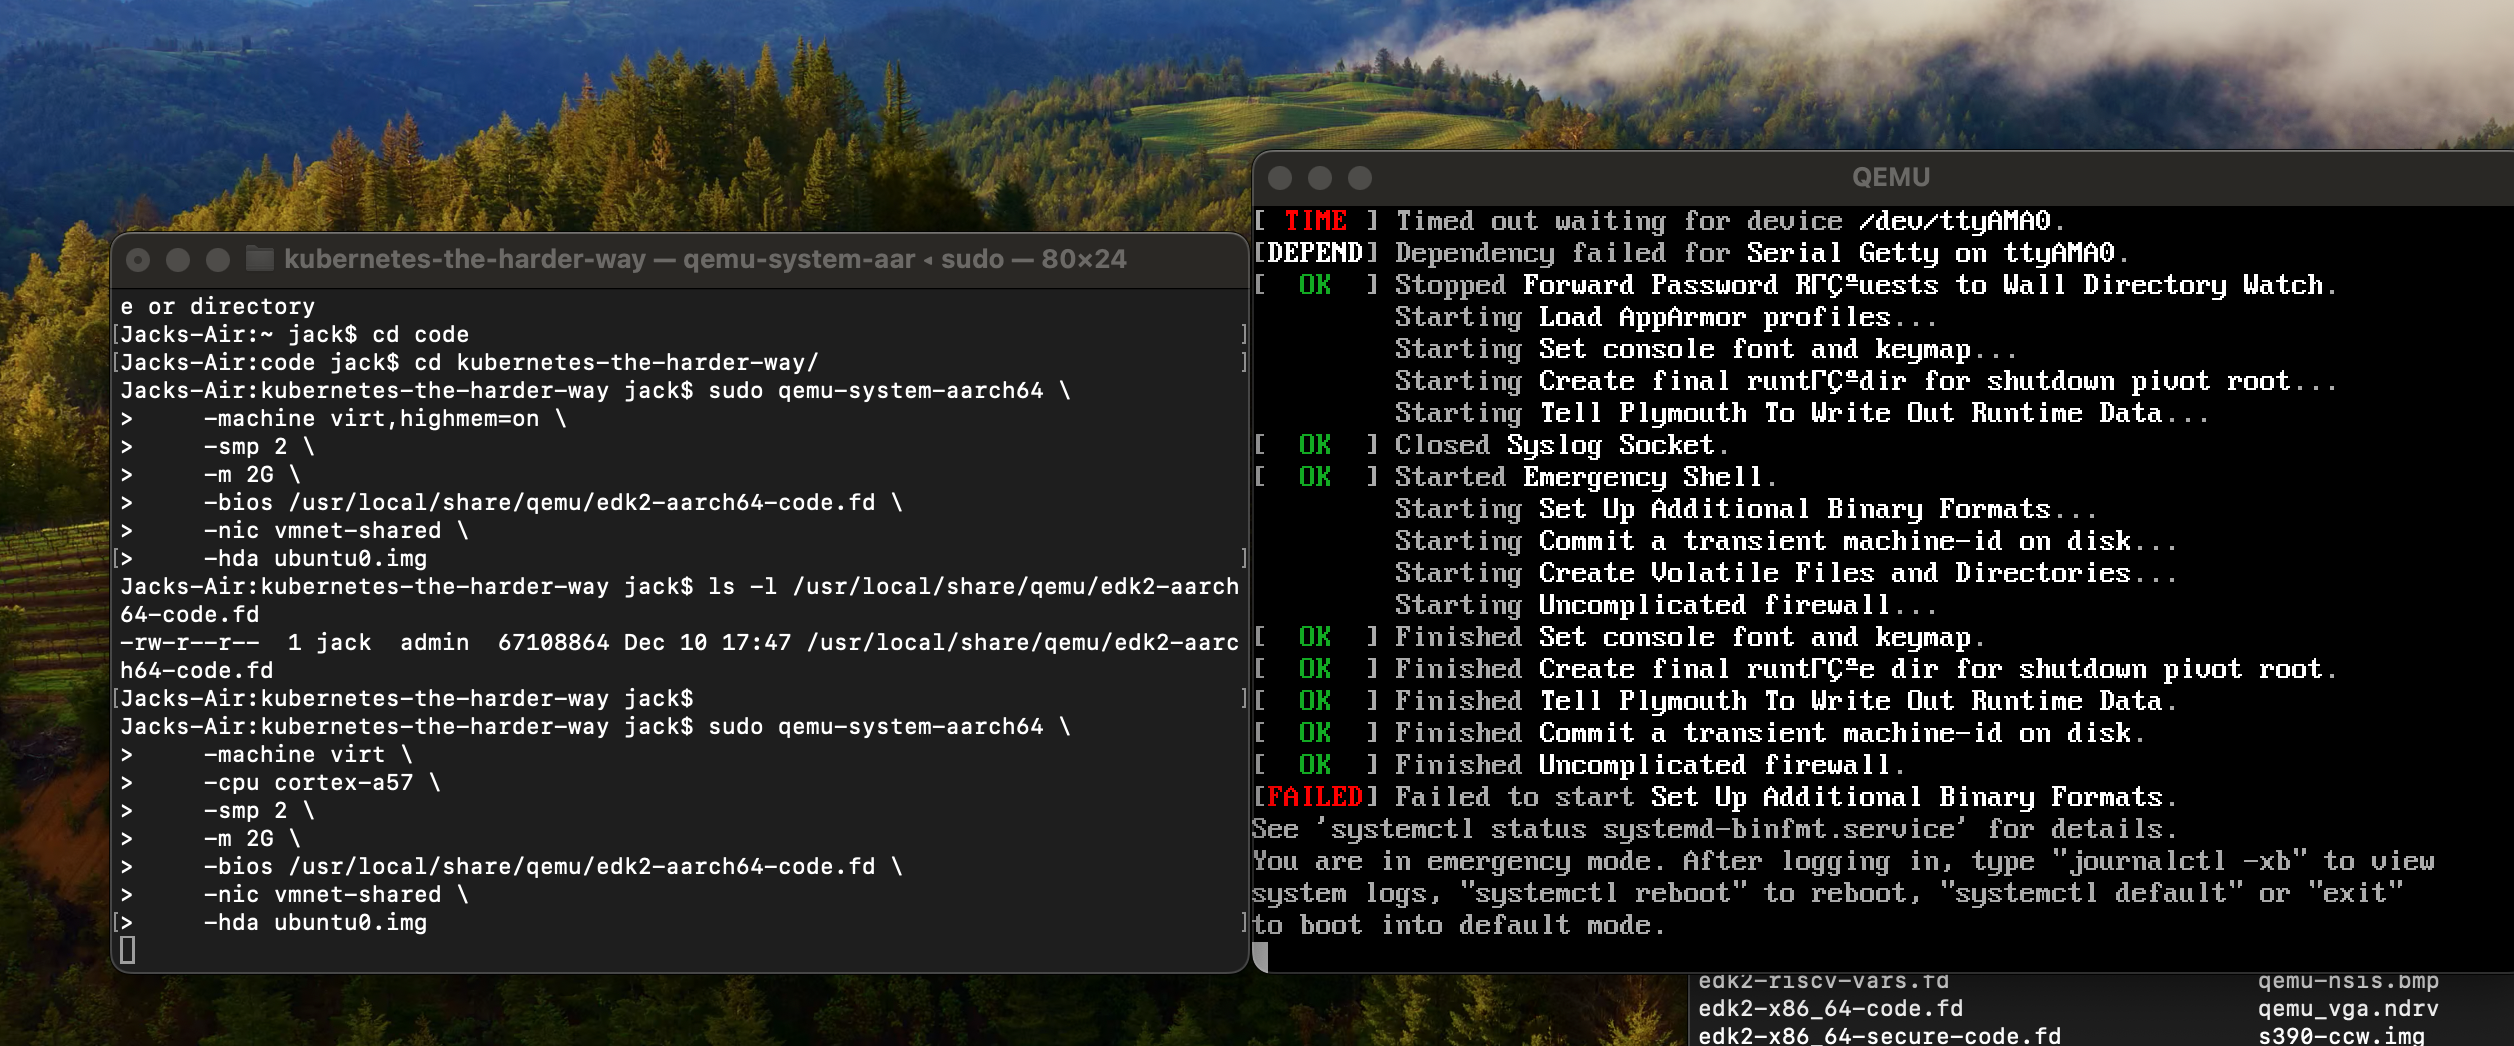 kubernetes-the-harder-way — qemu-system-aar ◂ sudo — 80×24
e or directory
[Jacks-Air:~ jack$ cd code ]
[Jacks-Air:code jack$ cd kubernetes-the-harder-way/ ]
Jacks-Air:kubernetes-the-harder-way jack$ sudo qemu-system-aarch64 \
> -machine virt,highmem=on \
> -smp 2 \
> -m 2G \
> -bios /usr/local/share/qemu/edk2-aarch64-code.fd \
> -nic vmnet-shared \
[> -hda ubuntu0.img ]
Jacks-Air:kubernetes-the-harder-way jack$ ls -l /usr/local/share/qemu/edk2-aarch
64-code.fd
-rw-r--r-- 1 jack admin 67108864 Dec 10 17:47 /usr/local/share/qemu/edk2-aarc
h64-code.fd
[Jacks-Air:kubernetes-the-harder-way jack$ ]
Jacks-Air:kubernetes-the-harder-way jack$ sudo qemu-system-aarch64 \
> -machine virt \
> -cpu cortex-a57 \
> -smp 2 \
> -m 2G \
> -bios /usr/local/share/qemu/edk2-aarch64-code.fd \
> -nic vmnet-shared \
[> -hda ubuntu0.img ]
QEMU
[ TIME ] Timed out waiting for device /dev/ttyAMA0.
[DEPEND] Dependency failed for Serial Getty on ttyAMA0.
[ OK ] Stopped Forward Password RΓÇªuests to Wall Directory Watch.
Starting Load AppArmor profiles...
Starting Set console font and keymap...
Starting Create final runtΓÇªdir for shutdown pivot root...
Starting Tell Plymouth To Write Out Runtime Data...
[ OK ] Closed Syslog Socket.
[ OK ] Started Emergency Shell.
Starting Set Up Additional Binary Formats...
Starting Commit a transient machine-id on disk...
Starting Create Volatile Files and Directories...
Starting Uncomplicated firewall...
[ OK ] Finished Set console font and keymap.
[ OK ] Finished Create final runtΓÇªe dir for shutdown pivot root.
[ OK ] Finished Tell Plymouth To Write Out Runtime Data.
[ OK ] Finished Commit a transient machine-id on disk.
[ OK ] Finished Uncomplicated firewall.
[FAILED] Failed to start Set Up Additional Binary Formats.
See 'systemctl status systemd-binfmt.service' for details.
You are in emergency mode. After logging in, type "journalctl -xb" to view
system logs, "systemctl reboot" to reboot, "systemctl default" or "exit"
to boot into default mode.
edk2-riscv-vars.fd qemu-nsis.bmp
edk2-x86_64-code.fd qemu_vga.ndrv
edk2-x86_64-secure-code.fd s390-ccw.img